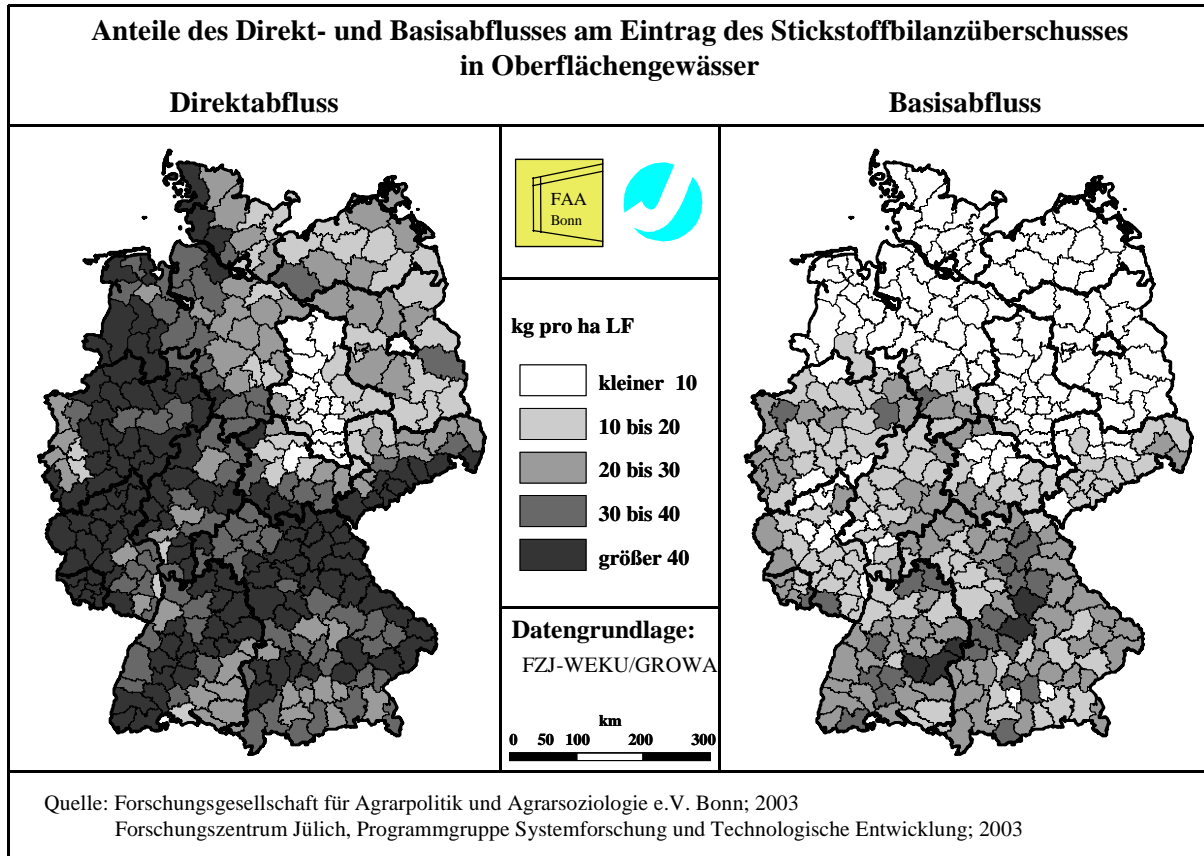 Anteile des Direkt- und Basisabflusses am Eintrag des Stickstoffbilanzüberschusses
in Oberflächengewässer
Direktabfluss
Basisabfluss
FAA
Bonn
kg pro ha LF
kleiner 10
10 bis 20
20 bis 30
30 bis 40
größer 40
Datengrundlage:
FZJ-WEKU/GROWA
km
0 50 100 200 300
Quelle: Forschungsgesellschaft für Agrarpolitik und Agrarsoziologie e.V. Bonn; 2003
Forschungszentrum Jülich, Programmgruppe Systemforschung und Technologische Entwicklung; 2003